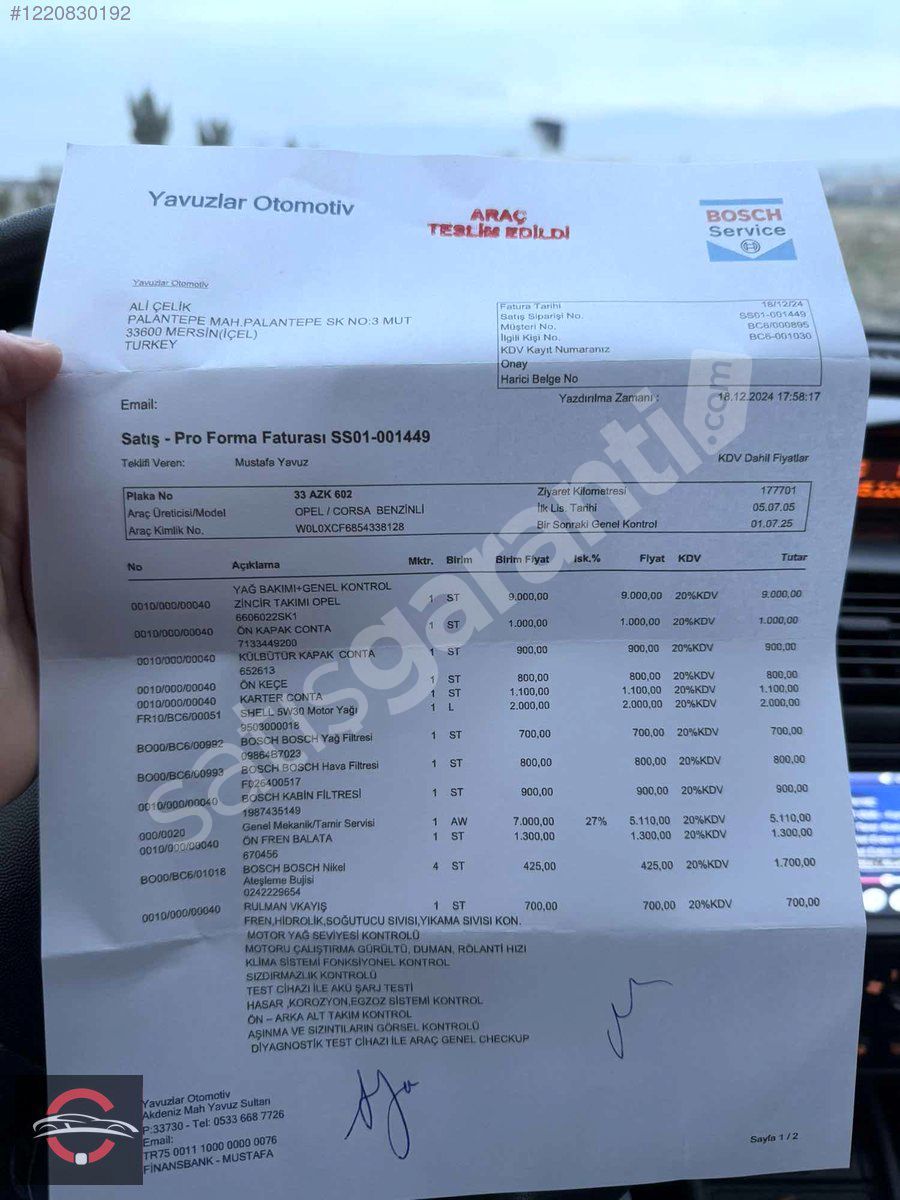 #1220830192
Yavuzlar Otomotiv
ARAÇ
TESLİM EDİLDİ
BOSCH
Service
Yavuzlar Otomotiv
ALİ ÇELİK
PALANTEPE MAH.PALANTEPE SK NO:3 MUT
33600 MERSİN(İÇEL)
TURKEY
Fatura Tarihi 18/12/24
Satış Siparişi No. SS01-001449
Müşteri No. BC6/000895
İlgili Kişi No. BC6-001030
KDV Kayıt Numaranız
Onay
Harici Belge No
Email:
Yazdırılma Zamanı : 18.12.2024 17:58:17
Satış - Pro Forma Faturası SS01-001449
Teklifi Veren: Mustafa Yavuz
KDV Dahil Fiyatlar
Plaka No 33 AZK 602 Ziyaret Kilometresi 177701
Araç Üreticisi/Model OPEL / CORSA BENZİNLİ İlk Lis. Tarihi 05.07.05
Araç Kimlik No. W0L0XCF6854338128 Bir Sonraki Genel Kontrol 01.07.25
No Açıklama Mktr. Birim Birim Fiyat Isk.% Fiyat KDV Tutar
YAĞ BAKIMI+GENEL KONTROL
0010/000/00040 ZİNCİR TAKIMI OPEL 1 ST 9.000,00 9.000,00 20%KDV 9.000,00
6606022SK1
0010/000/00040 ÖN KAPAK CONTA 1 ST 1.000,00 1.000,00 20%KDV 1.000,00
7133449200
0010/000/00040 KÜLBÜTÜR KAPAK CONTA 1 ST 900,00 900,00 20%KDV 900,00
652613
0010/000/00040 ÖN KEÇE 1 ST 800,00 800,00 20%KDV 800,00
0010/000/00040 KARTER CONTA 1 ST 1.100,00 1.100,00 20%KDV 1.100,00
FR10/BC6/00051 SHELL 5W30 Motor Yağı 1 L 2.000,00 2.000,00 20%KDV 2.000,00
9503000018
BO00/BC6/00992 BOSCH BOSCH Yağ Filtresi 1 ST 700,00 700,00 20%KDV 700,00
09864B7023
BO00/BC6/00993 BOSCH BOSCH Hava Filtresi 1 ST 800,00 800,00 20%KDV 800,00
F026400517
0010/000/00040 BOSCH KABİN FİLTRESİ 1 ST 900,00 900,00 20%KDV 900,00
1987435149
000/0020 Genel Mekanik/Tamir Servisi 1 AW 7.000,00 27% 5.110,00 20%KDV 5.110,00
0010/000/00040 ÖN FREN BALATA 1 ST 1.300,00 1.300,00 20%KDV 1.300,00
670456
BO00/BC6/01018 BOSCH BOSCH Nikel 4 ST 425,00 425,00 20%KDV 1.700,00
Ateşleme Bujisi
0242229654
0010/000/00040 RULMAN VKAYIŞ 1 ST 700,00 700,00 20%KDV 700,00
FREN,HİDROLİK,SOĞUTUCU SIVISI,YIKAMA SIVISI KON.
MOTOR YAĞ SEVİYESİ KONTROLÜ
MOTORU ÇALIŞTIRMA GÜRÜLTÜ, DUMAN, RÖLANTİ HIZI
KLİMA SİSTEMİ FONKSİYONEL KONTROL
SIZDIRMAZLIK KONTROLÜ
TEST CİHAZI İLE AKÜ ŞARJ TESTİ
HASAR ,KOROZYON,EGZOZ SİSTEMİ KONTROL
ÖN – ARKA ALT TAKIM KONTROL
AŞINMA VE SIZINTILARIN GÖRSEL KONTROLÜ
DİYAGNOSTİK TEST CİHAZI İLE ARAÇ GENEL CHECKUP
satisgaranti.com
Yavuzlar Otomotiv
Akdeniz Mah Yavuz Sultan
P:33730 - Tel: 0533 668 7726
Email:
TR75 0011 1000 0000 0076
FİNANSBANK - MUSTAFA
Sayfa 1 / 2